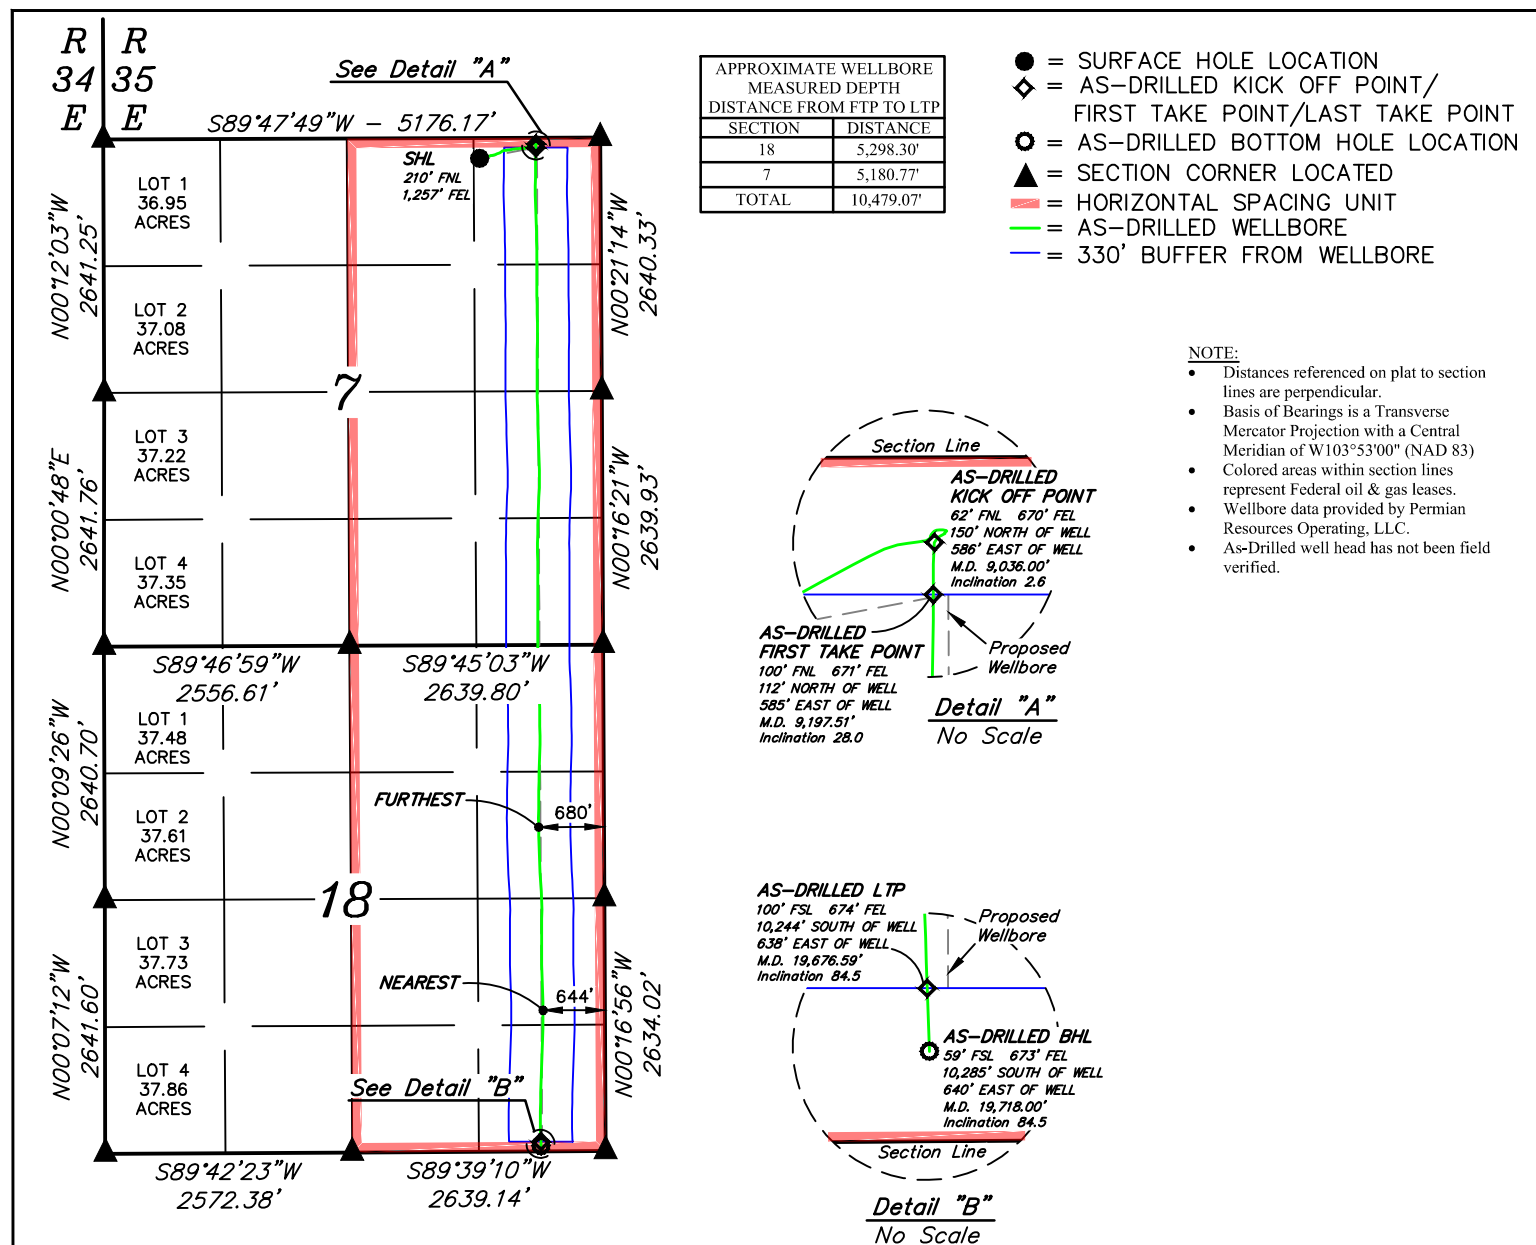 R R
34 35
E E
See Detail "A"
S89°47'49"W - 5176.17'
SHL
210' FNL
1,257' FEL
LOT 1
36.95
ACRES
LOT 2
37.08
ACRES
LOT 3
37.22
ACRES
LOT 4
37.35
ACRES
N00°12'03"W
2641.25'
N00°00'48"E
2641.76'
N00°21'14"W
2640.33'
N00°16'21"W
2639.93'
7
S89°46'59"W
2556.61'
S89°45'03"W
2639.80'
LOT 1
37.48
ACRES
LOT 2
37.61
ACRES
LOT 3
37.73
ACRES
LOT 4
37.86
ACRES
N00°09'26"W
2640.70'
N00°07'12"W
2641.60'
FURTHEST
680'
18
NEAREST
644'
N00°16'56"W
2634.02'
See Detail "B"
S89°42'23"W
2572.38'
S89°39'10"W
2639.14'
APPROXIMATE WELLBORE
MEASURED DEPTH
DISTANCE FROM FTP TO LTP
SECTION DISTANCE
18 5,298.30'
7 5,180.77'
TOTAL 10,479.07'
= SURFACE HOLE LOCATION
= AS-DRILLED KICK OFF POINT/
FIRST TAKE POINT/LAST TAKE POINT
= AS-DRILLED BOTTOM HOLE LOCATION
= SECTION CORNER LOCATED
= HORIZONTAL SPACING UNIT
= AS-DRILLED WELLBORE
= 330' BUFFER FROM WELLBORE
NOTE:
• Distances referenced on plat to section
lines are perpendicular.
• Basis of Bearings is a Transverse
Mercator Projection with a Central
Meridian of W103°53'00" (NAD 83)
• Colored areas within section lines
represent Federal oil & gas leases.
• Wellbore data provided by Permian
Resources Operating, LLC.
• As-Drilled well head has not been field
verified.
Section Line
AS-DRILLED
KICK OFF POINT
62' FNL 670' FEL
150' NORTH OF WELL
586' EAST OF WELL
M.D. 9,036.00'
Inclination 2.6
AS-DRILLED
FIRST TAKE POINT
100' FNL 671' FEL
112' NORTH OF WELL
585' EAST OF WELL
M.D. 9,197.51'
Inclination 28.0
Proposed
Wellbore
Detail "A"
No Scale
AS-DRILLED LTP
100' FSL 674' FEL
10,244' SOUTH OF WELL
638' EAST OF WELL
M.D. 19,676.59'
Inclination 84.5
Proposed
Wellbore
AS-DRILLED BHL
59' FSL 673' FEL
10,285' SOUTH OF WELL
640' EAST OF WELL
M.D. 19,718.00'
Inclination 84.5
Section Line
Detail "B"
No Scale